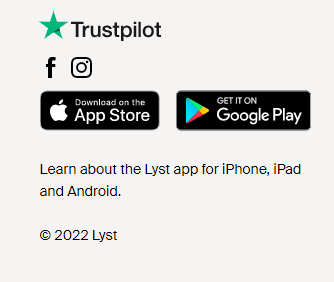 Trustpilot
Download on the
App Store
GET IT ON
Google Play
Learn about the Lyst app for iPhone, iPad
and Android.
© 2022 Lyst